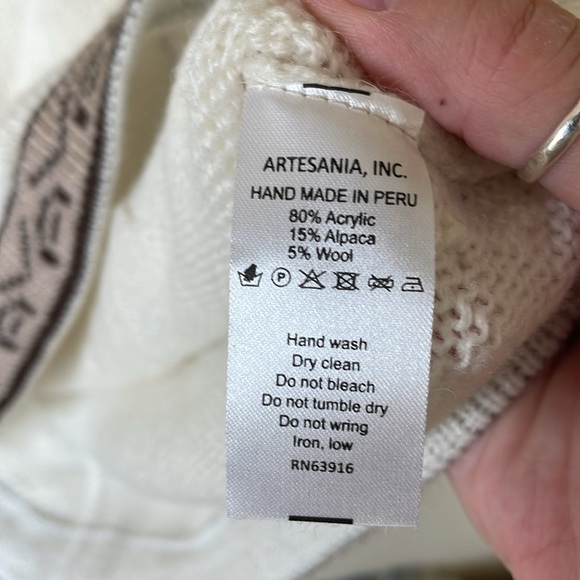 ARTESANIA, INC.
HAND MADE IN PERU
80% Acrylic
15% Alpaca
5% Wool
P
Hand wash
Dry clean
Do not bleach
Do not tumble dry
Do not wring
Iron, low
RN63916